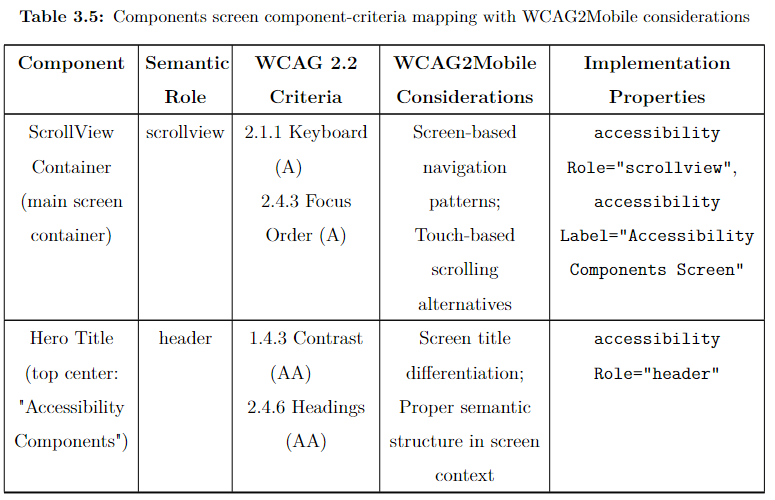 Table 3.5: Components screen component-criteria mapping with WCAG2Mobile considerations
Component Semantic Role WCAG 2.2 Criteria WCAG2Mobile Considerations Implementation Properties
ScrollView
Container
(main screen
container)
scrollview
2.1.1 Keyboard
(A)
2.4.3 Focus
Order (A)
Screen-based
navigation
patterns;
Touch-based
scrolling
alternatives
accessibility
Role="scrollview",
accessibility
Label="Accessibility
Components Screen"
Hero Title
(top center:
"Accessibility
Components")
header
1.4.3 Contrast
(AA)
2.4.6 Headings
(AA)
Screen title
differentiation;
Proper semantic
structure in screen
context
accessibility
Role="header"